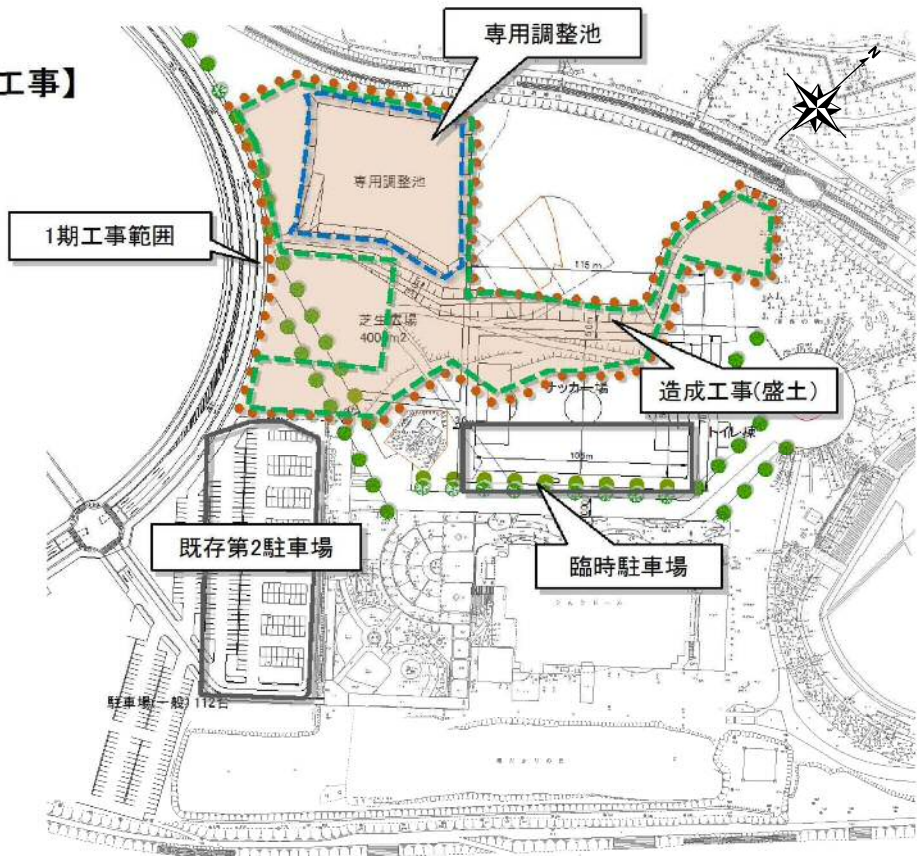 工事】
専用調整池
N
専用調整池
1期工事範囲
115m
芝生広場
4000m2
造成工事(盛土)
サッカー場
トイレ棟
105m
既存第2駐車場
臨時駐車場
駐車場(一般)112台